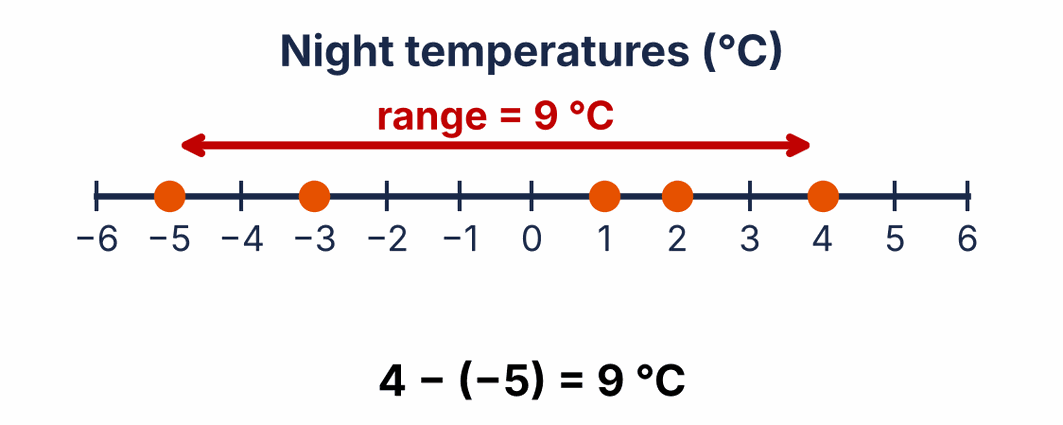 Night temperatures (°C)
range = 9 °C
−6 −5 −4 −3 −2 −1 0 1 2 3 4 5 6
4 − (−5) = 9 °C